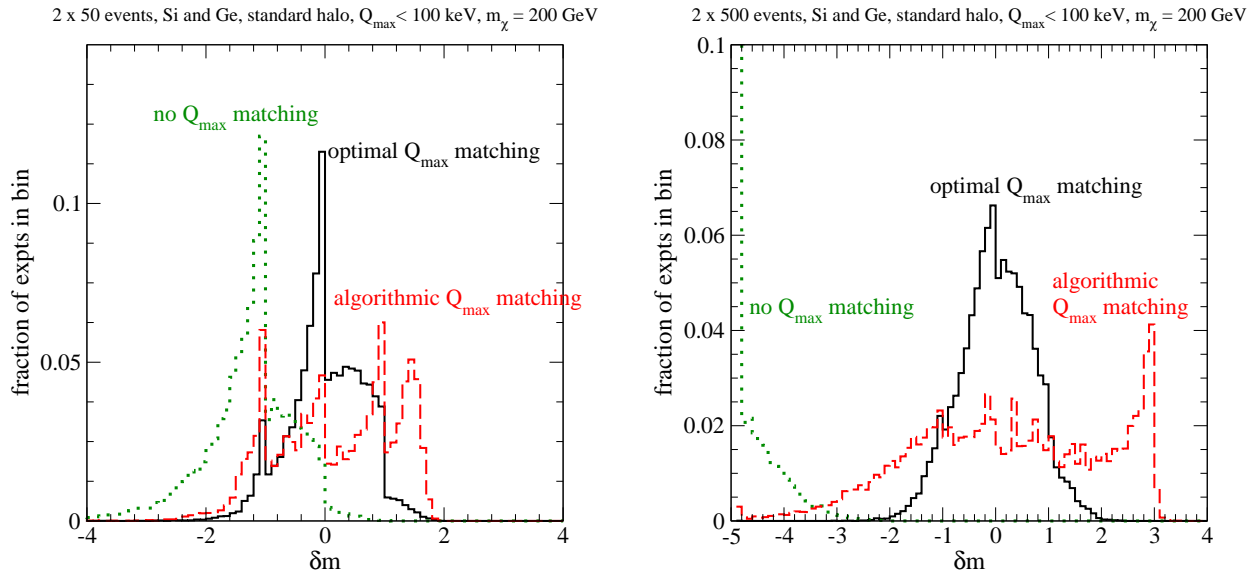 2 x 50 events, Si and Ge, standard halo, Q_max< 100 keV, m_χ = 200 GeV
no Q_max matching
optimal Q_max matching
algorithmic Q_max matching
fraction of expts in bin
0.1
0.05
0
-4 -2 0 2 4
δm
2 x 500 events, Si and Ge, standard halo, Q_max< 100 keV, m_χ = 200 GeV
optimal Q_max matching
algorithmic
Q_max matching
no Q_max matching
fraction of expts in bin
0.1
0.08
0.06
0.04
0.02
0
-5 -4 -3 -2 -1 0 1 2 3 4
δm